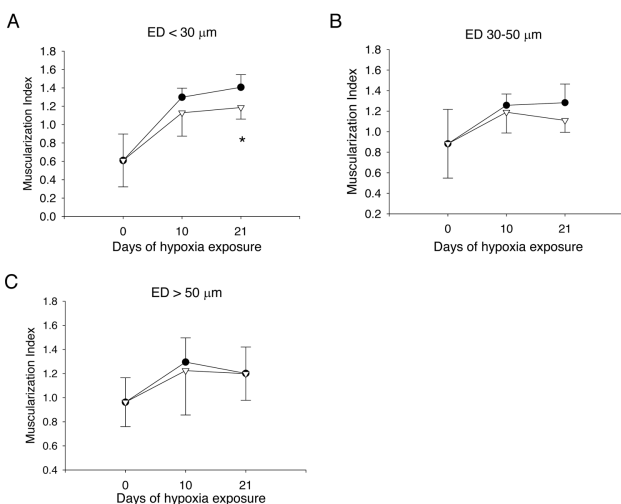 A
ED < 30 μm
Muscularization Index
1.8
1.6
1.4
1.2
1.0
0.8
0.6
0.4
0.2
0.0
*
0 10 21
Days of hypoxia exposure
B
ED 30-50 μm
Muscularization Index
1.8
1.6
1.4
1.2
1.0
0.8
0.6
0.4
0.2
0 10 21
Days of hypoxia exposure
C
ED > 50 μm
Muscularization Index
1.8
1.6
1.4
1.2
1.0
0.8
0.6
0.4
0 10 21
Days of hypoxia exposure